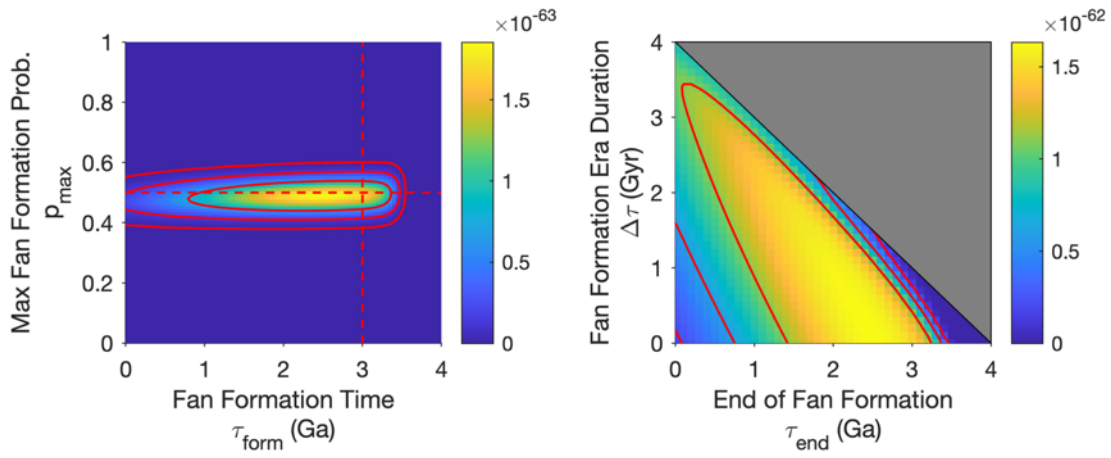 ×10^-63
Max Fan Formation Prob.
p_max
1
0.8
0.6
0.4
0.2
0
0 1 2 3 4
Fan Formation Time
τ_form (Ga)
1.5
1
0.5
0
×10^-62
Fan Formation Era Duration
Δτ (Gyr)
4
3
2
1
0
0 1 2 3 4
End of Fan Formation
τ_end (Ga)
1.5
1
0.5
0